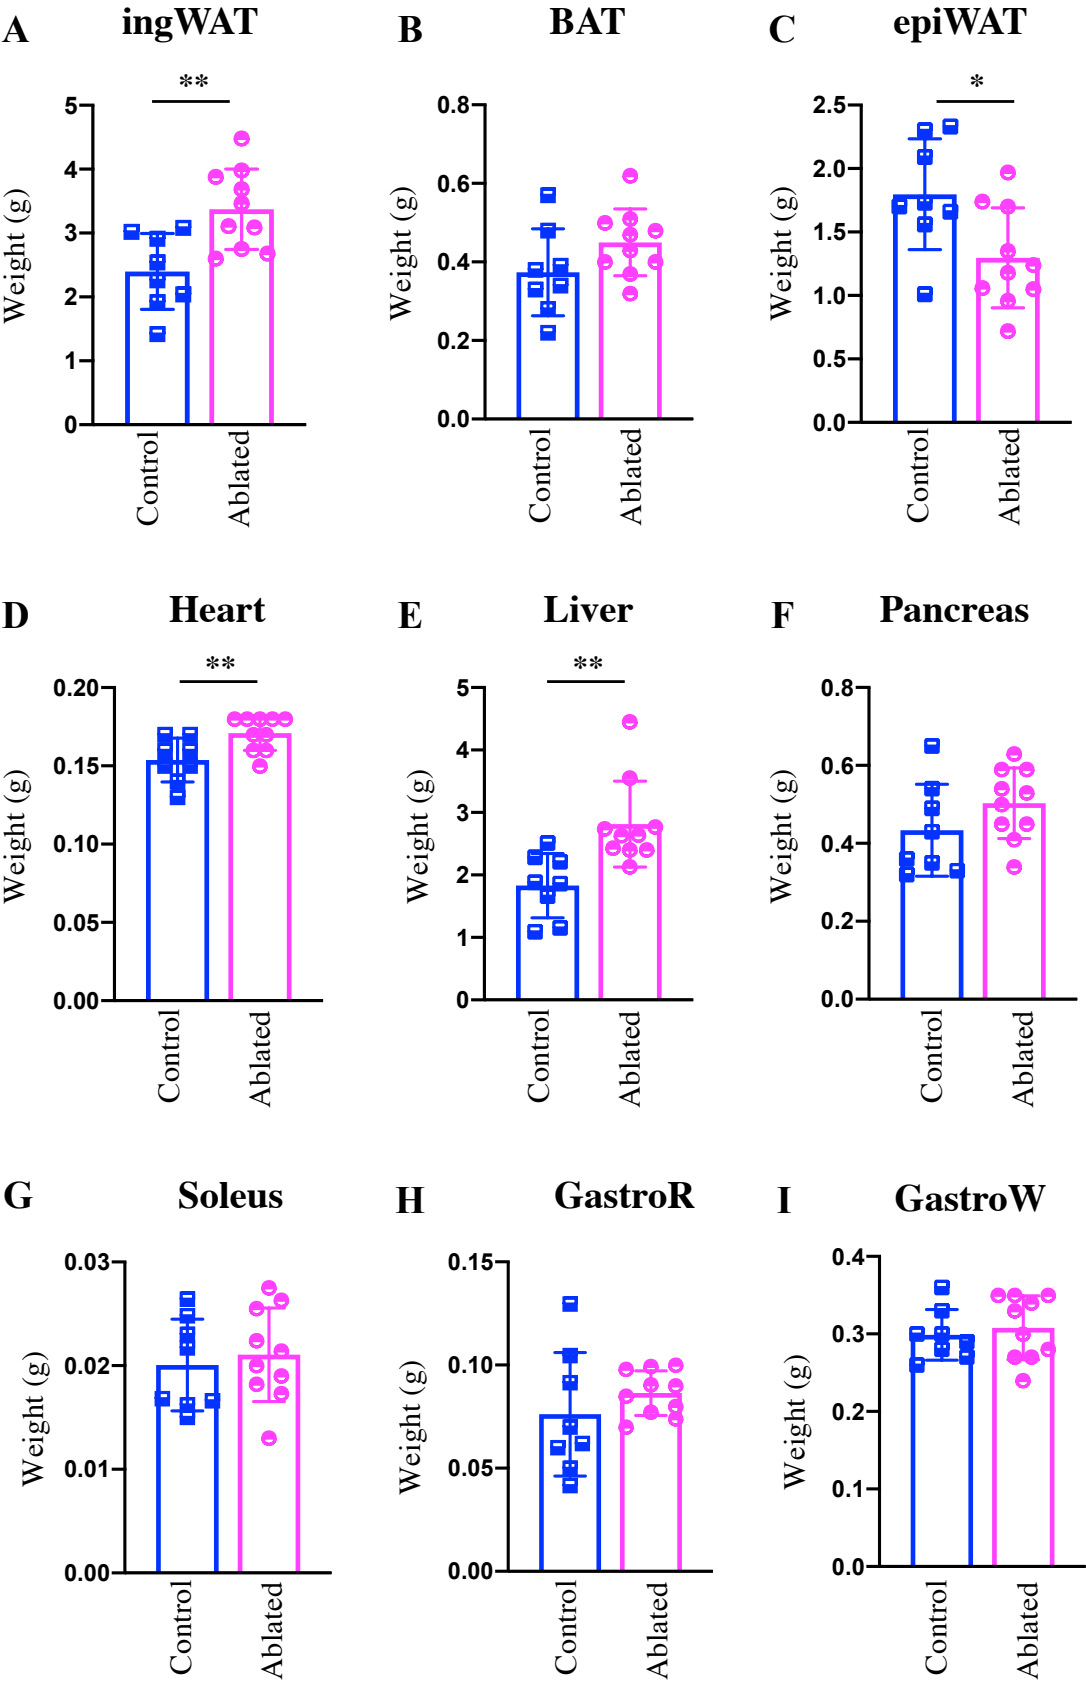 A ingWAT
**
5
4
3
2
1
0
Weight (g)
Control
Ablated
B BAT
0.8
0.6
0.4
0.2
0.0
Weight (g)
Control
Ablated
C epiWAT
*
2.5
2.0
1.5
1.0
0.5
0.0
Weight (g)
Control
Ablated
D Heart
**
0.20
0.15
0.10
0.05
0.00
Weight (g)
Control
Ablated
E Liver
**
5
4
3
2
1
0
Weight (g)
Control
Ablated
F Pancreas
0.8
0.6
0.4
0.2
0.0
Weight (g)
Control
Ablated
G Soleus
0.03
0.02
0.01
0.00
Weight (g)
Control
Ablated
H GastroR
0.15
0.10
0.05
0.00
Weight (g)
Control
Ablated
I GastroW
0.4
0.3
0.2
0.1
0.0
Weight (g)
Control
Ablated